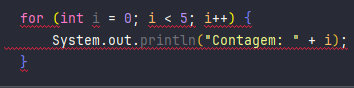 for (int i = 0; i < 5; i++) {
System.out.println("Contagem: " + i);
}